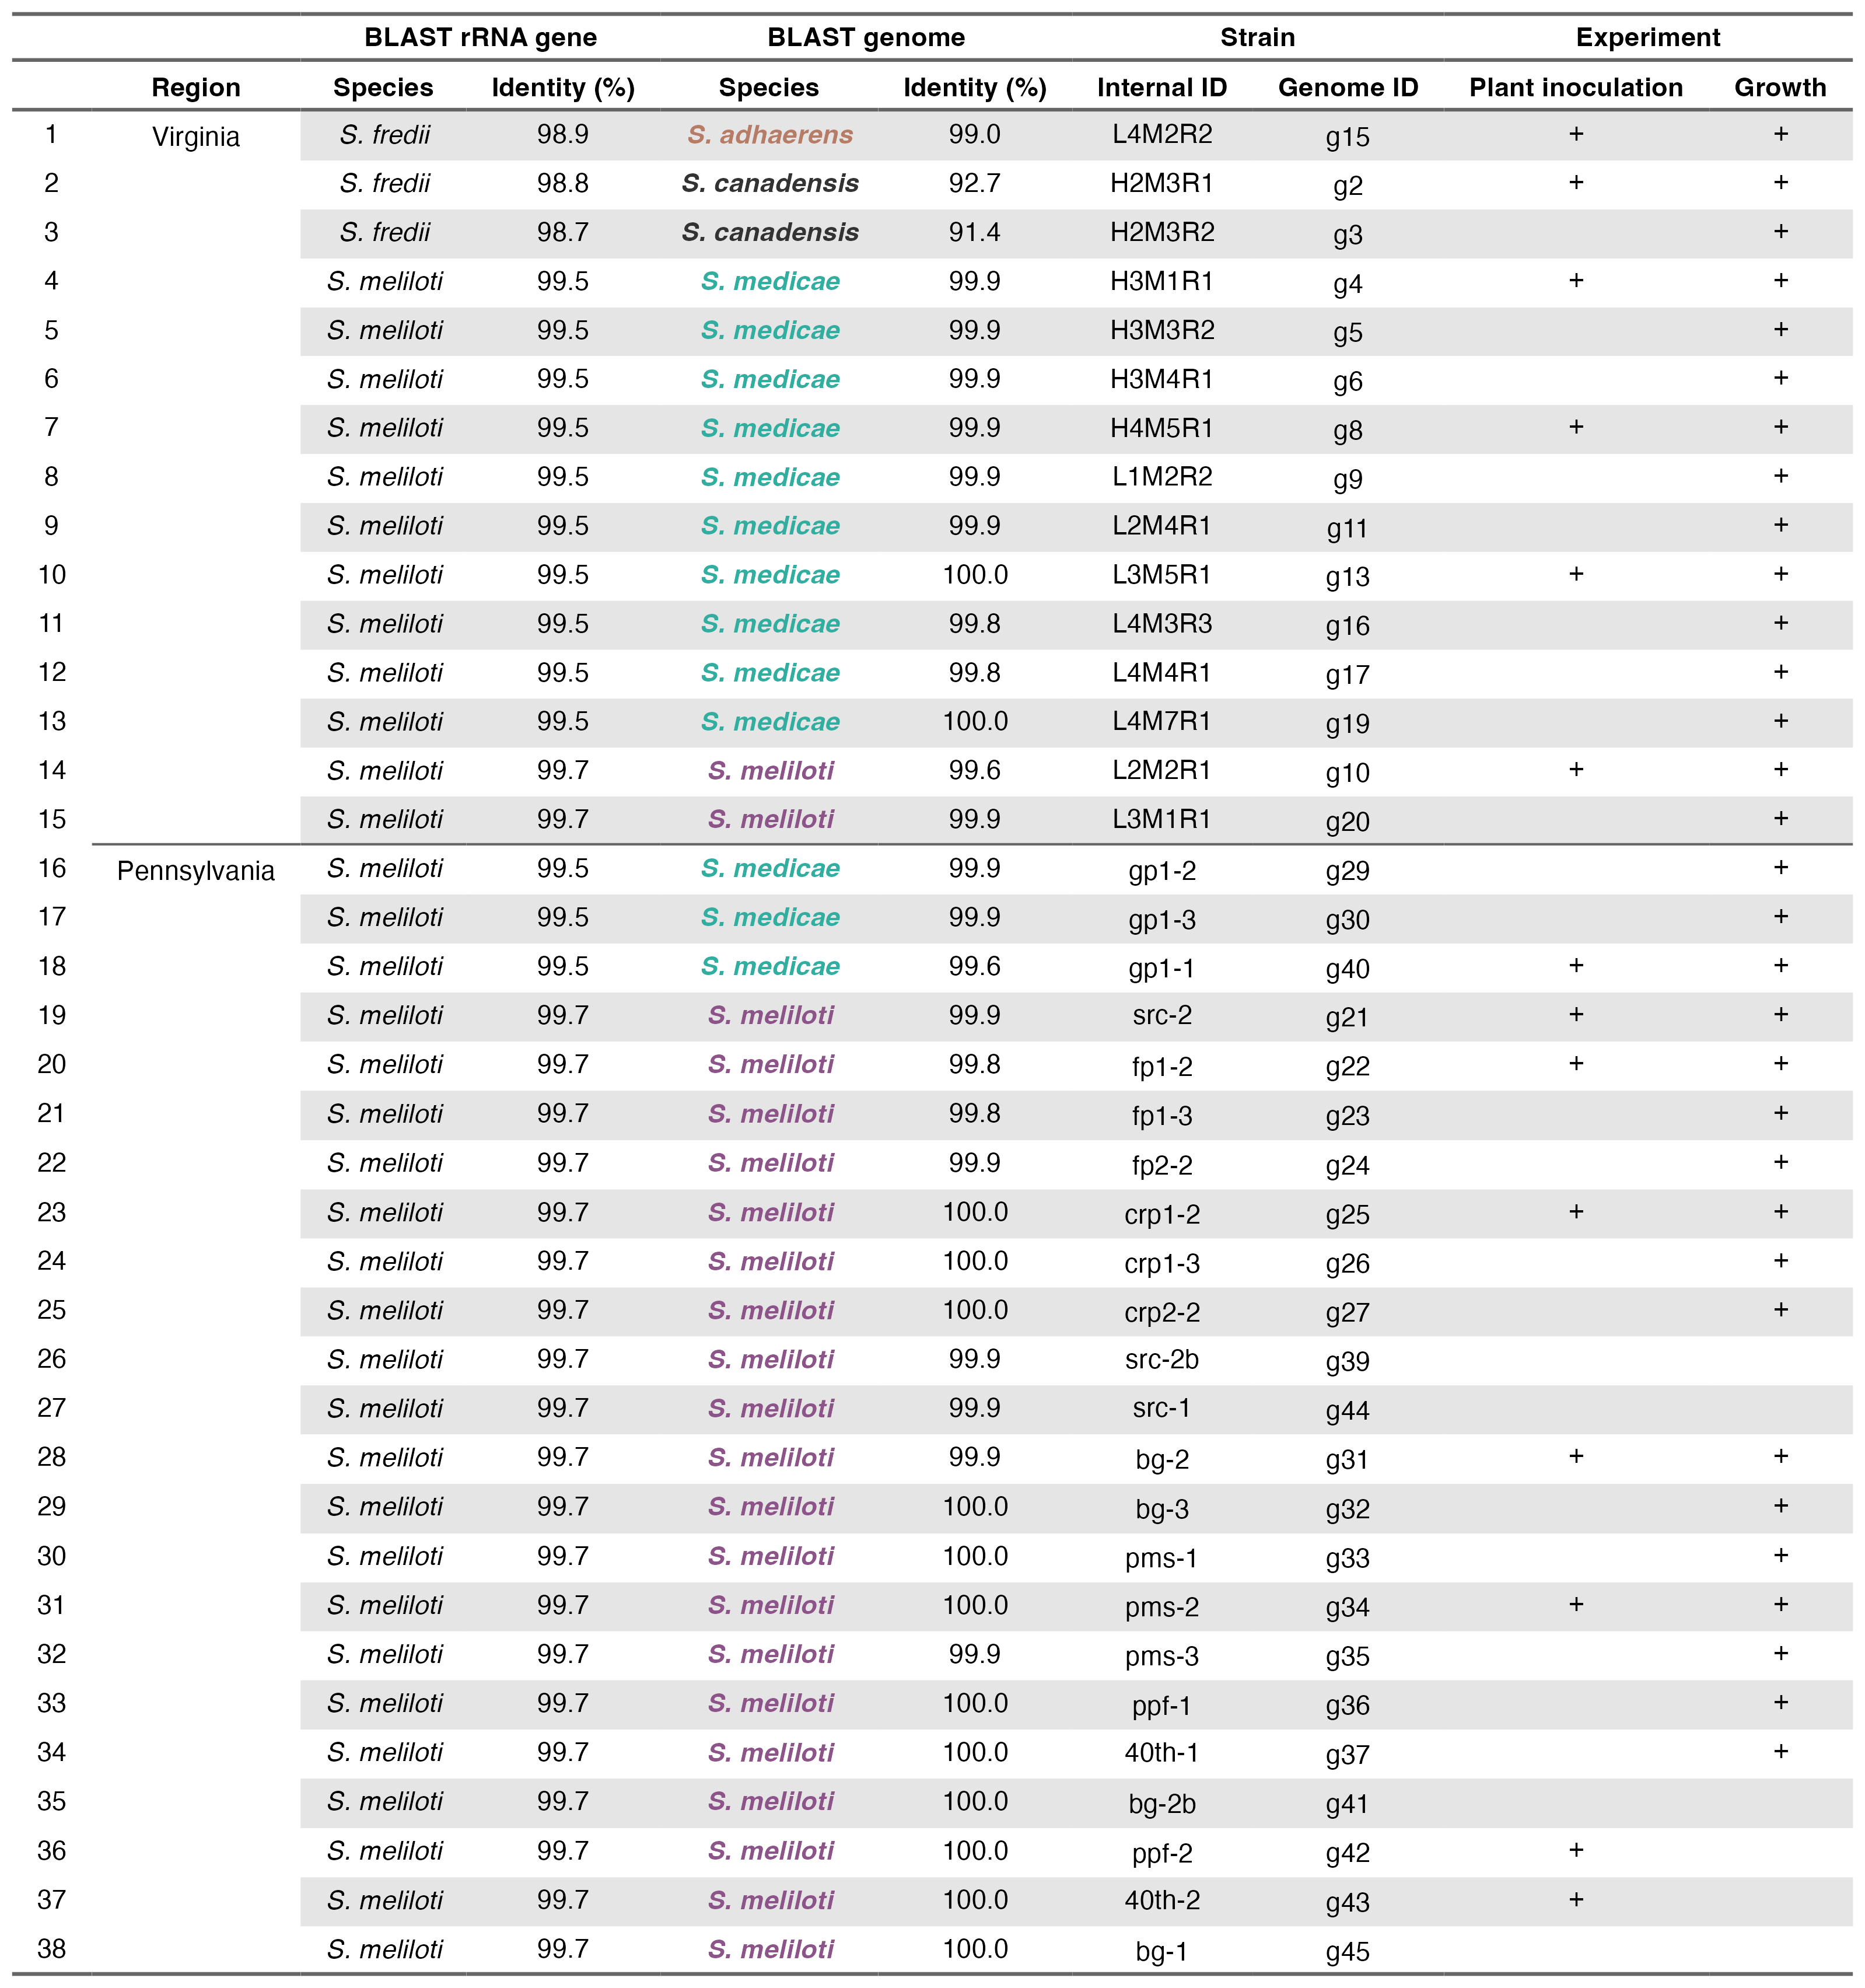 BLAST rRNA gene BLAST genome Strain Experiment
Region Species Identity (%) Species Identity (%) Internal ID Genome ID Plant inoculation Growth
1 Virginia S. fredii 98.9 S. adhaerens 99.0 L4M2R2 g15 + +
2 S. fredii 98.8 S. canadensis 92.7 H2M3R1 g2 + +
3 S. fredii 98.7 S. canadensis 91.4 H2M3R2 g3 +
4 S. meliloti 99.5 S. medicae 99.9 H3M1R1 g4 + +
5 S. meliloti 99.5 S. medicae 99.9 H3M3R2 g5 +
6 S. meliloti 99.5 S. medicae 99.9 H3M4R1 g6 +
7 S. meliloti 99.5 S. medicae 99.9 H4M5R1 g8 + +
8 S. meliloti 99.5 S. medicae 99.9 L1M2R2 g9 +
9 S. meliloti 99.5 S. medicae 99.9 L2M4R1 g11 +
10 S. meliloti 99.5 S. medicae 100.0 L3M5R1 g13 + +
11 S. meliloti 99.5 S. medicae 99.8 L4M3R3 g16 +
12 S. meliloti 99.5 S. medicae 99.8 L4M4R1 g17 +
13 S. meliloti 99.5 S. medicae 100.0 L4M7R1 g19 +
14 S. meliloti 99.7 S. meliloti 99.6 L2M2R1 g10 + +
15 S. meliloti 99.7 S. meliloti 99.9 L3M1R1 g20 +
16 Pennsylvania S. meliloti 99.5 S. medicae 99.9 gp1-2 g29 +
17 S. meliloti 99.5 S. medicae 99.9 gp1-3 g30 +
18 S. meliloti 99.5 S. medicae 99.6 gp1-1 g40 + +
19 S. meliloti 99.7 S. meliloti 99.9 src-2 g21 + +
20 S. meliloti 99.7 S. meliloti 99.8 fp1-2 g22 + +
21 S. meliloti 99.7 S. meliloti 99.8 fp1-3 g23 +
22 S. meliloti 99.7 S. meliloti 99.9 fp2-2 g24 +
23 S. meliloti 99.7 S. meliloti 100.0 crp1-2 g25 + +
24 S. meliloti 99.7 S. meliloti 100.0 crp1-3 g26 +
25 S. meliloti 99.7 S. meliloti 100.0 crp2-2 g27 +
26 S. meliloti 99.7 S. meliloti 99.9 src-2b g39
27 S. meliloti 99.7 S. meliloti 99.9 src-1 g44
28 S. meliloti 99.7 S. meliloti 99.9 bg-2 g31 + +
29 S. meliloti 99.7 S. meliloti 100.0 bg-3 g32 +
30 S. meliloti 99.7 S. meliloti 100.0 pms-1 g33 +
31 S. meliloti 99.7 S. meliloti 100.0 pms-2 g34 + +
32 S. meliloti 99.7 S. meliloti 99.9 pms-3 g35 +
33 S. meliloti 99.7 S. meliloti 100.0 ppf-1 g36 +
34 S. meliloti 99.7 S. meliloti 100.0 40th-1 g37 +
35 S. meliloti 99.7 S. meliloti 100.0 bg-2b g41
36 S. meliloti 99.7 S. meliloti 100.0 ppf-2 g42 +
37 S. meliloti 99.7 S. meliloti 100.0 40th-2 g43 +
38 S. meliloti 99.7 S. meliloti 100.0 bg-1 g45